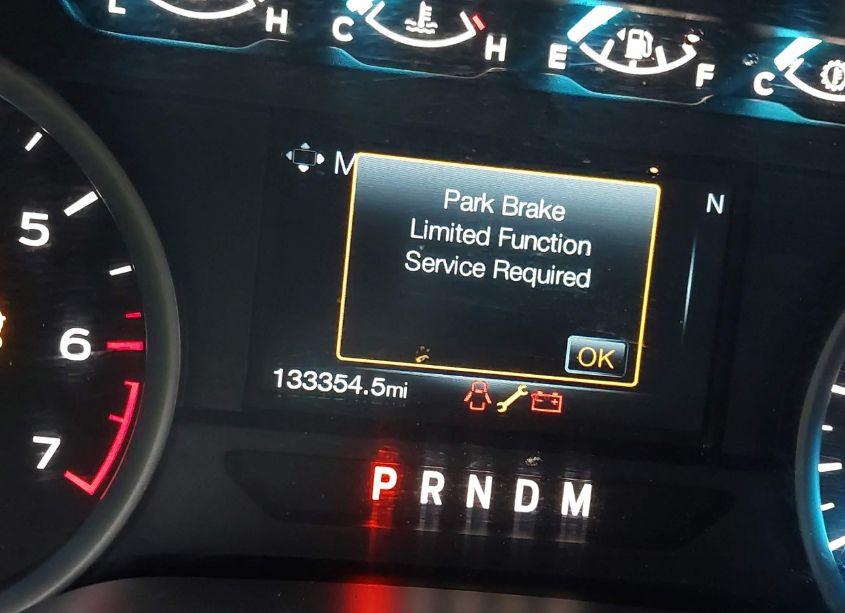 L H C H E F C
5
6
7
M
N
Park Brake
Limited Function
Service Required
OK
133354.5mi
P R N D M